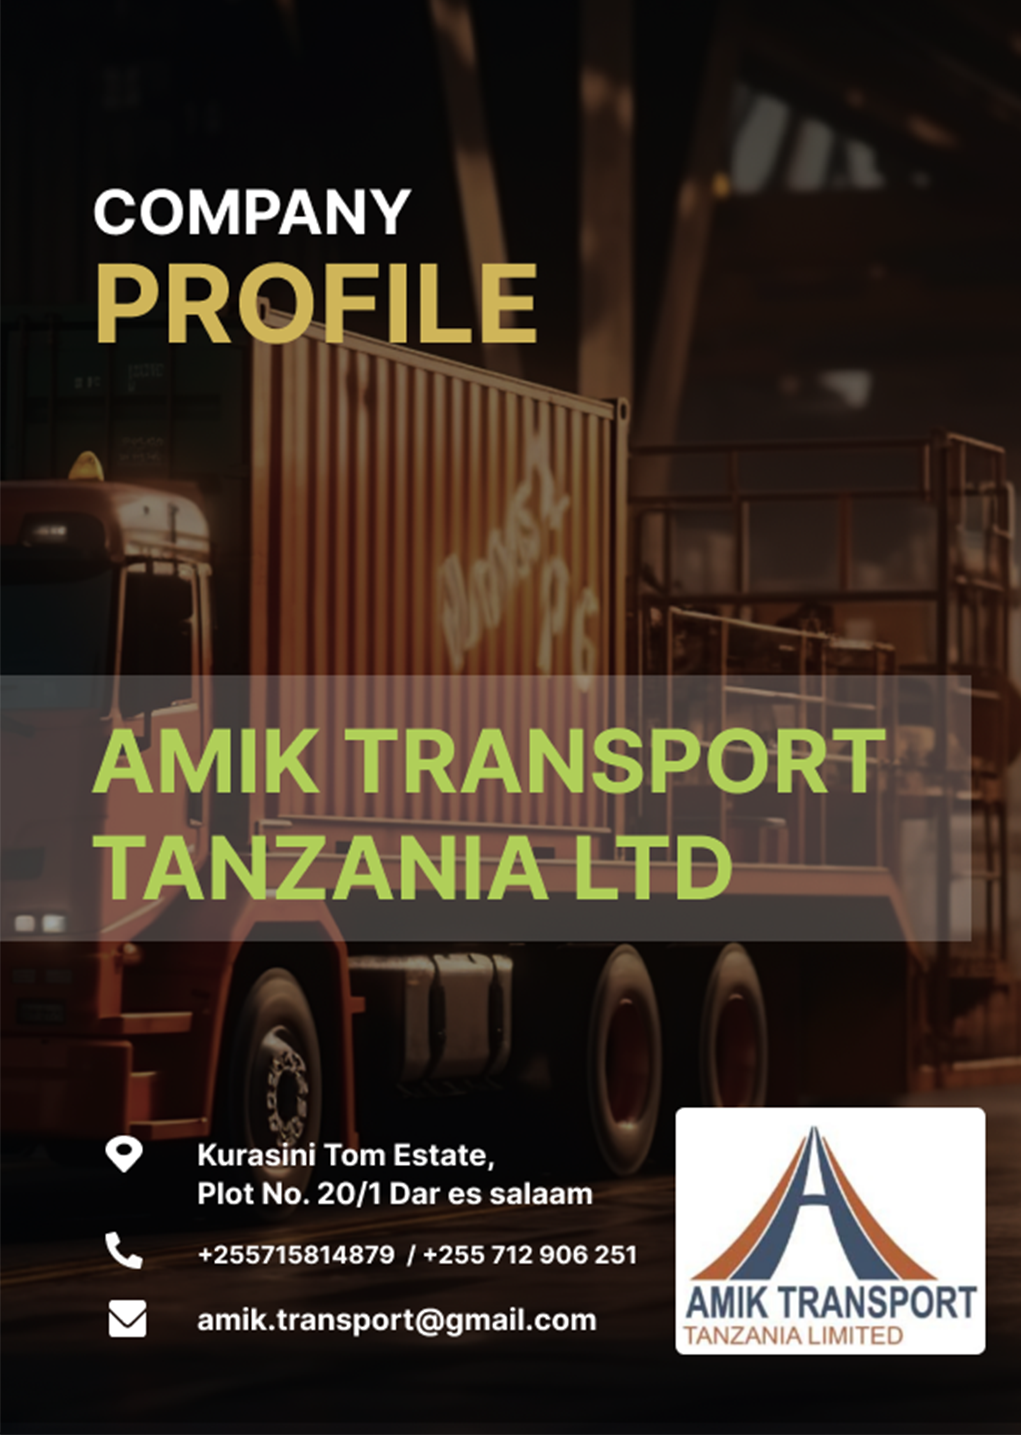 COMPANY
PROFILE
AMIK TRANSPORT
TANZANIA LTD
Kurasini Tom Estate,
Plot No. 20/1 Dar es salaam
+255715814879 / +255 712 906 251
amik.transport@gmail.com
AMIK TRANSPORT
TANZANIA LIMITED